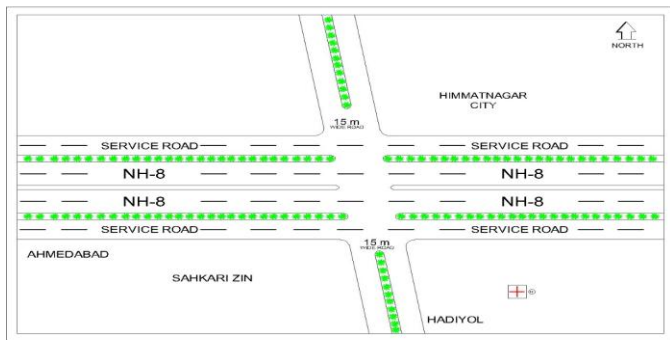 NORTH
HIMMATNAGAR
CITY
15 m
WIDE ROAD
SERVICE ROAD
SERVICE ROAD
NH-8
NH-8
NH-8
NH-8
SERVICE ROAD
SERVICE ROAD
15 m
WIDE ROAD
AHMEDABAD
SAHKARI ZIN
HADIYOL